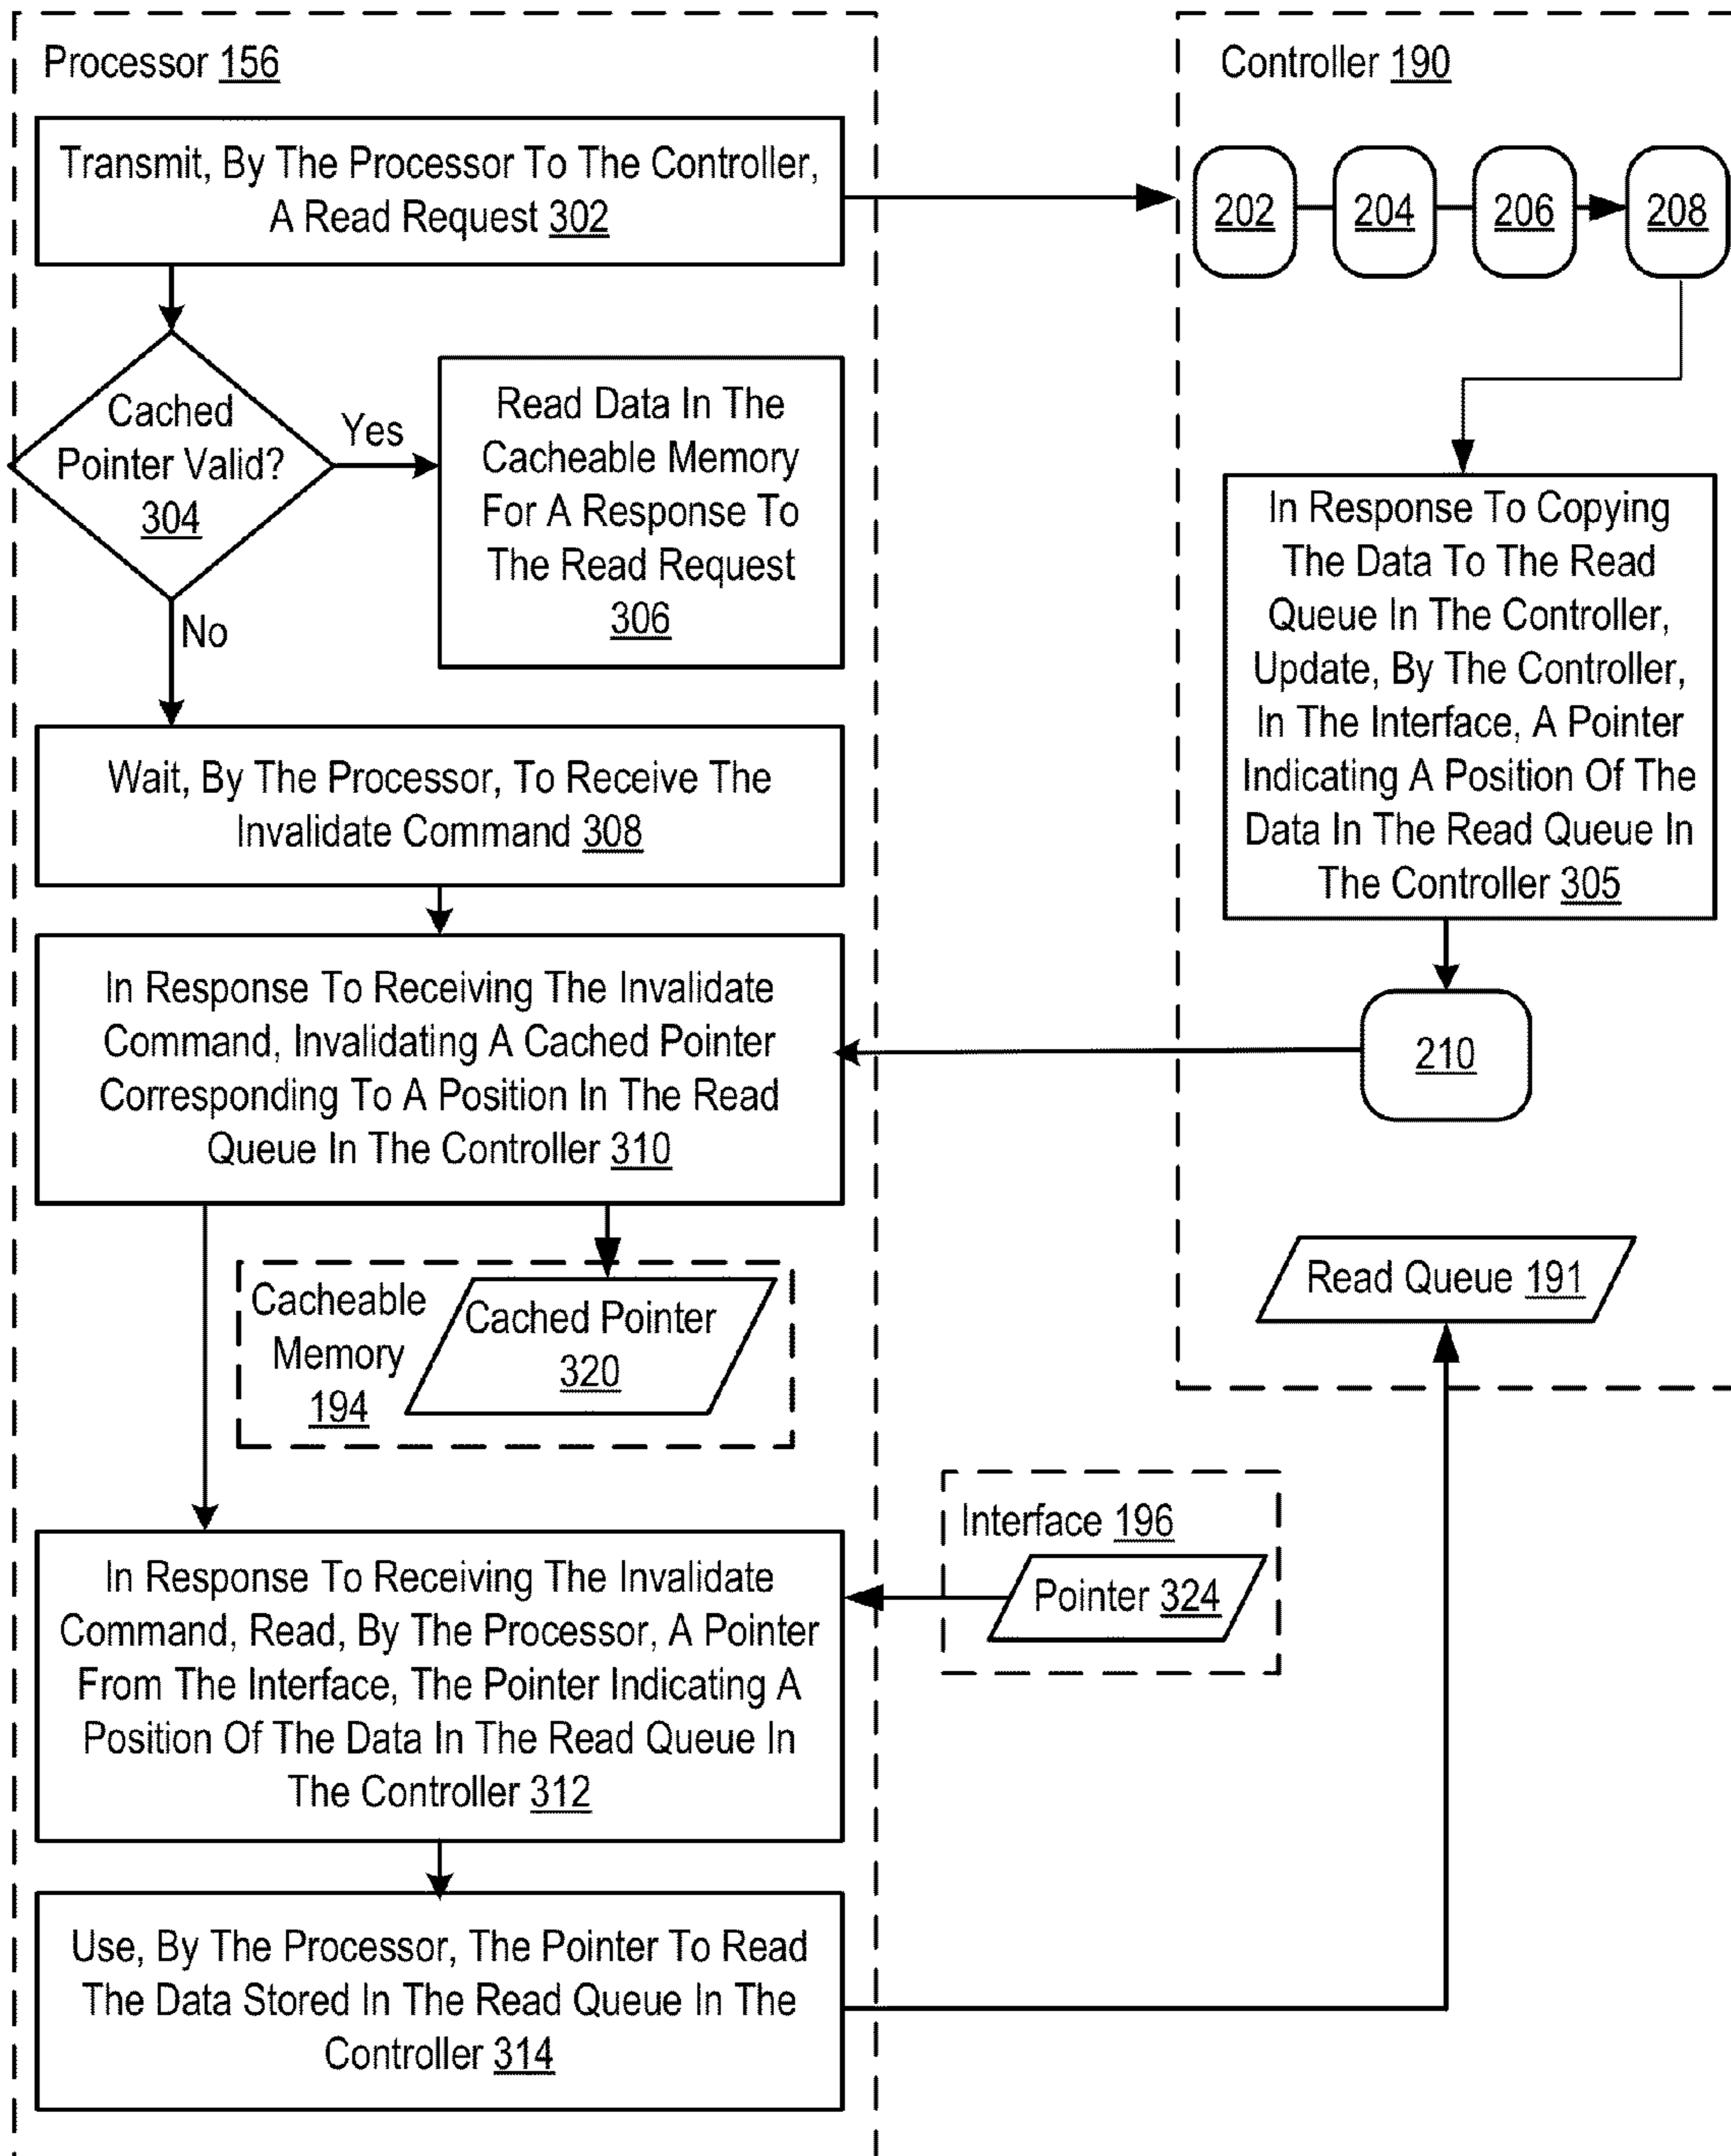 Processor 156
Transmit, By The Processor To The Controller,
A Read Request 302
Cached
Pointer Valid?
304
Yes
No
Read Data In The
Cacheable Memory
For A Response To
The Read Request
306
Wait, By The Processor, To Receive The
Invalidate Command 308
In Response To Receiving The Invalidate
Command, Invalidating A Cached Pointer
Corresponding To A Position In The Read
Queue In The Controller 310
Cacheable
Memory
194
Cached Pointer
320
In Response To Receiving The Invalidate
Command, Read, By The Processor, A Pointer
From The Interface, The Pointer Indicating A
Position Of The Data In The Read Queue In
The Controller 312
Use, By The Processor, The Pointer To Read
The Data Stored In The Read Queue In The
Controller 314
Interface 196
Pointer 324
Controller 190
202
204
206
208
In Response To Copying
The Data To The Read
Queue In The Controller,
Update, By The Controller,
In The Interface, A Pointer
Indicating A Position Of The
Data In The Read Queue In
The Controller 305
210
Read Queue 191